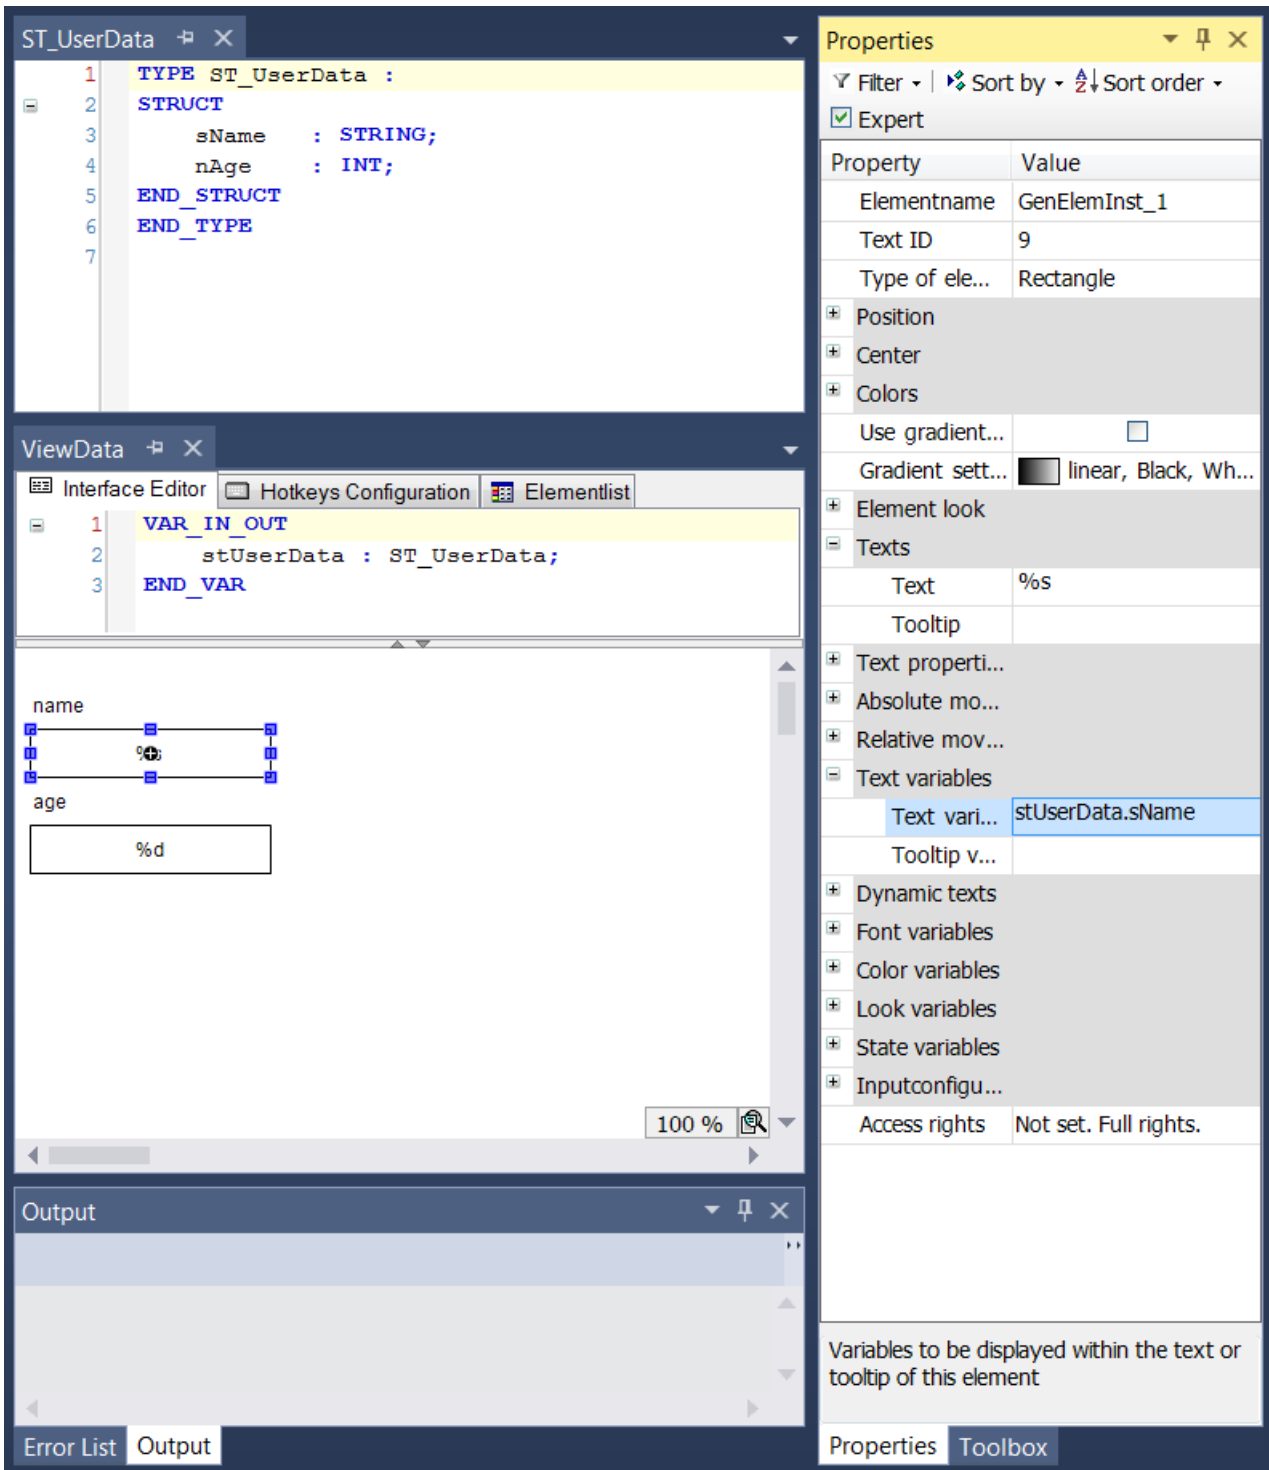 ST_UserData
1 TYPE ST_UserData :
2 STRUCT
3 sName : STRING;
4 nAge : INT;
5 END_STRUCT
6 END_TYPE
7
ViewData
Interface Editor Hotkeys Configuration Elementlist
1 VAR_IN_OUT
2 stUserData : ST_UserData;
3 END_VAR
name
age
%d
100 %
Output
Error List Output
Properties
Filter Sort by Sort order
Expert
Property Value
Elementname GenElemInst_1
Text ID 9
Type of ele... Rectangle
Position
Center
Colors
Use gradient...
Gradient sett... linear, Black, Wh...
Element look
Texts
Text %s
Tooltip
Text properti...
Absolute mo...
Relative mov...
Text variables
Text vari... stUserData.sName
Tooltip v...
Dynamic texts
Font variables
Color variables
Look variables
State variables
Inputconfigu...
Access rights Not set. Full rights.
Variables to be displayed within the text or
tooltip of this element
Properties Toolbox